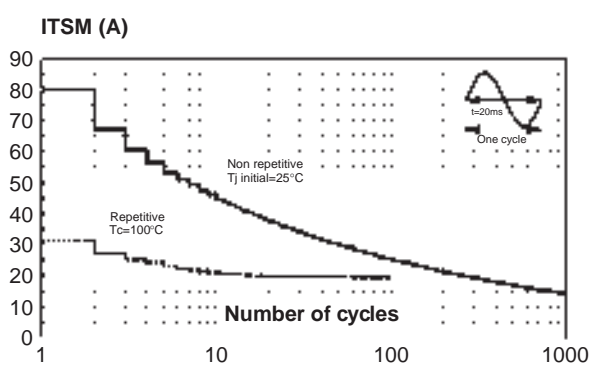 ITSM (A)
90
80
70
60
50
40
30
20
10
0
t=20ms
One cycle
Non repetitive
Tj initial=25°C
Repetitive
Tc=100°C
Number of cycles
1 10 100 1000